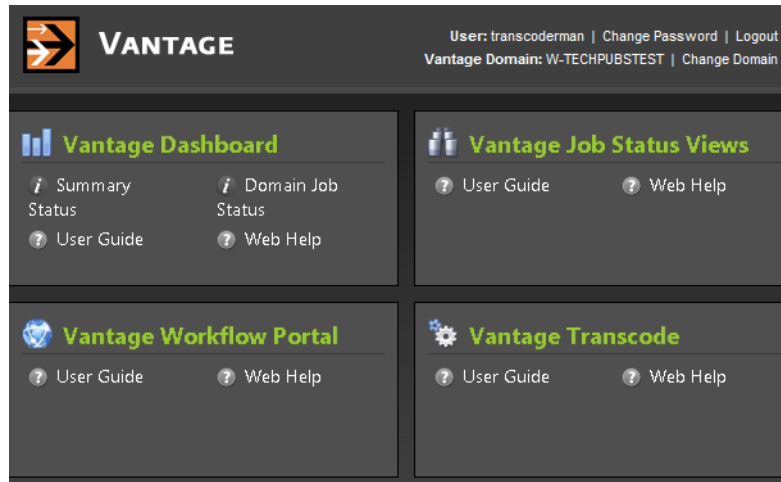 VANTAGE
User: transcoderman | Change Password | Logout
Vantage Domain: W-TECHPUBSTEST | Change Domain
Vantage Dashboard
Summary Status
Domain Job Status
User Guide
Web Help
Vantage Job Status Views
User Guide
Web Help
Vantage Workflow Portal
User Guide
Web Help
Vantage Transcode
User Guide
Web Help